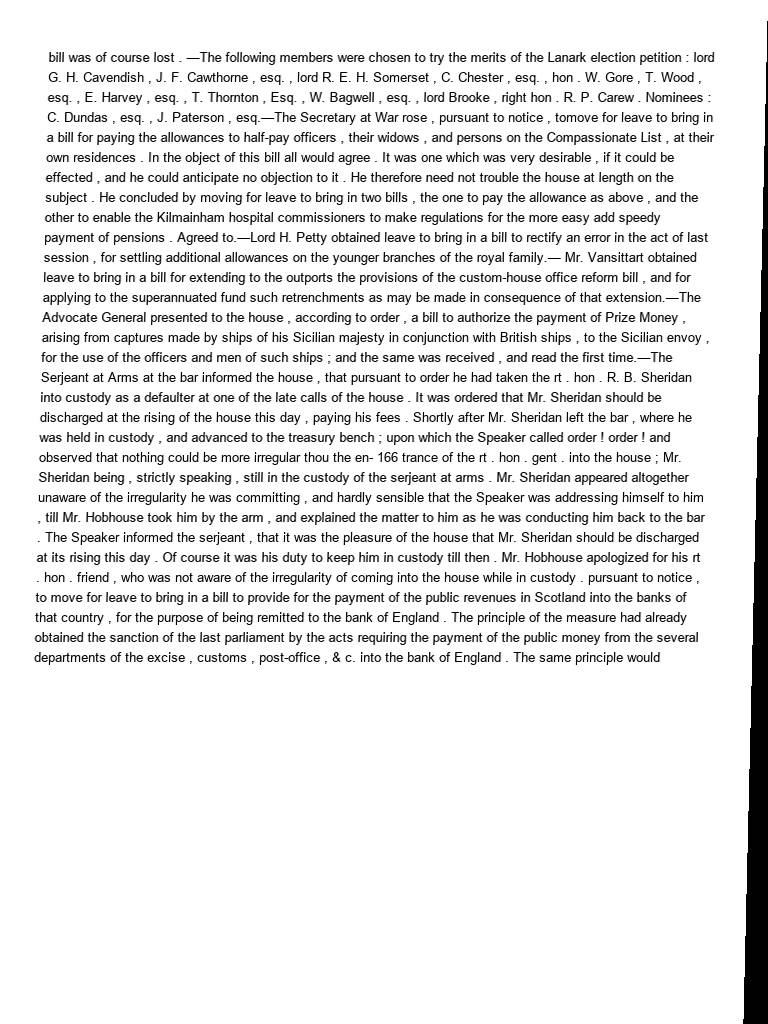 bill was of course lost . —The following members were chosen to try the merits of the Lanark election petition : lord
G. H. Cavendish , J. F. Cawthorne , esq. , lord R. E. H. Somerset , C. Chester , esq. , hon . W. Gore , T. Wood ,
esq. , E. Harvey , esq. , T. Thornton , Esq. , W. Bagwell , esq. , lord Brooke , right hon . R. P. Carew . Nominees :
C. Dundas , esq. , J. Paterson , esq.—The Secretary at War rose , pursuant to notice , tomove for leave to bring in
a bill for paying the allowances to half-pay officers , their widows , and persons on the Compassionate List , at their
own residences . In the object of this bill all would agree . It was one which was very desirable , if it could be
effected , and he could anticipate no objection to it . He therefore need not trouble the house at length on the
subject . He concluded by moving for leave to bring in two bills , the one to pay the allowance as above , and the
other to enable the Kilmainham hospital commissioners to make regulations for the more easy add speedy
payment of pensions . Agreed to.—Lord H. Petty obtained leave to bring in a bill to rectify an error in the act of last
session , for settling additional allowances on the younger branches of the royal family.— Mr. Vansittart obtained
leave to bring in a bill for extending to the outports the provisions of the custom-house office reform bill , and for
applying to the superannuated fund such retrenchments as may be made in consequence of that extension.—The
Advocate General presented to the house , according to order , a bill to authorize the payment of Prize Money ,
arising from captures made by ships of his Sicilian majesty in conjunction with British ships , to the Sicilian envoy ,
for the use of the officers and men of such ships ; and the same was received , and read the first time.—The
Serjeant at Arms at the bar informed the house , that pursuant to order he had taken the rt . hon . R. B. Sheridan
into custody as a defaulter at one of the late calls of the house . It was ordered that Mr. Sheridan should be
discharged at the rising of the house this day , paying his fees . Shortly after Mr. Sheridan left the bar , where he
was held in custody , and advanced to the treasury bench ; upon which the Speaker called order ! order ! and
observed that nothing could be more irregular thou the en- 166 trance of the rt . hon . gent . into the house ; Mr.
Sheridan being , strictly speaking , still in the custody of the serjeant at arms . Mr. Sheridan appeared altogether
unaware of the irregularity he was committing , and hardly sensible that the Speaker was addressing himself to him
, till Mr. Hobhouse took him by the arm , and explained the matter to him as he was conducting him back to the bar
. The Speaker informed the serjeant , that it was the pleasure of the house that Mr. Sheridan should be discharged
at its rising this day . Of course it was his duty to keep him in custody till then . Mr. Hobhouse apologized for his rt
. hon . friend , who was not aware of the irregularity of coming into the house while in custody . pursuant to notice ,
to move for leave to bring in a bill to provide for the payment of the public revenues in Scotland into the banks of
that country , for the purpose of being remitted to the bank of England . The principle of the measure had already
obtained the sanction of the last parliament by the acts requiring the payment of the public money from the several
departments of the excise , customs , post-office , & c. into the bank of England . The same principle would